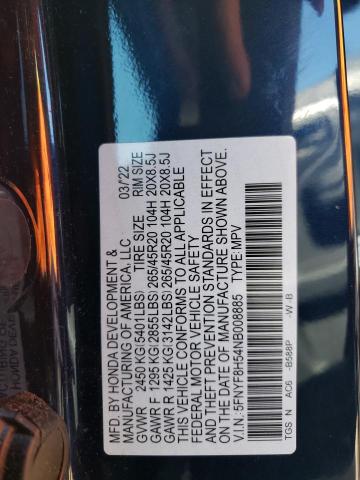 MFD. BY HONDA DEVELOPMENT &
MANUFACTURING OF AMERICA, LLC 03/22
GVWR 2450 KG(5401LBS) TIRE SIZE RIM SIZE
GAWR F 1295 KG(2855LBS) 265/45R20 104H 20X8.5J
GAWR R 1425 KG(3142LBS) 265/45R20 104H 20X8.5J
THIS VEHICLE CONFORMS TO ALL APPLICABLE
FEDERAL MOTOR VEHICLE SAFETY
AND THEFT PREVENTION STANDARDS IN EFFECT
ON THE DATE OF MANUFACTURE SHOWN ABOVE.
V.I.N.: 5FNYF8H54NB008885 TYPE: MPV
TGS N AC6 -B588P -W-B